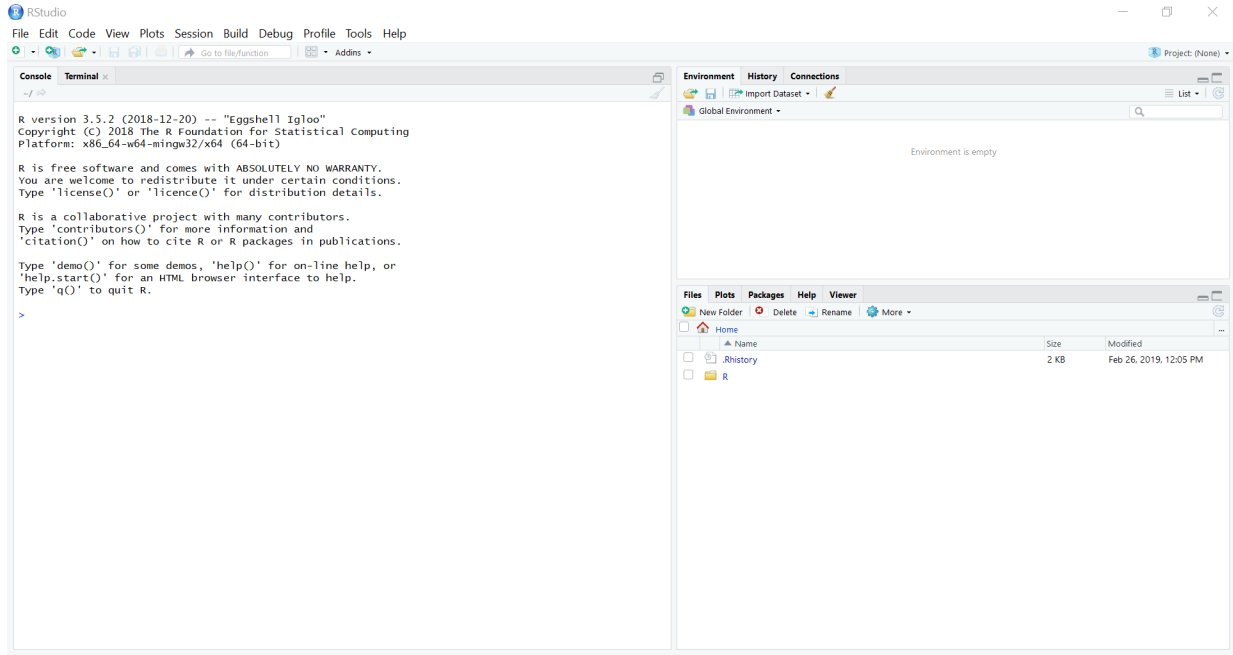 RStudio
File Edit Code View Plots Session Build Debug Profile Tools Help
Go to file/function Addins
Project: (None)
Console Terminal
~/
R version 3.5.2 (2018-12-20) -- "Eggshell Igloo"
Copyright (C) 2018 The R Foundation for Statistical Computing
Platform: x86_64-w64-mingw32/x64 (64-bit)
R is free software and comes with ABSOLUTELY NO WARRANTY.
You are welcome to redistribute it under certain conditions.
Type 'license()' or 'licence()' for distribution details.
R is a collaborative project with many contributors.
Type 'contributors()' for more information and
'citation()' on how to cite R or R packages in publications.
Type 'demo()' for some demos, 'help()' for on-line help, or
'help.start()' for an HTML browser interface to help.
Type 'q()' to quit R.
>
Environment History Connections
Import Dataset List
Global Environment
Environment is empty
Files Plots Packages Help Viewer
New Folder Delete Rename More
Home ...
Name Size Modified
.Rhistory 2 KB Feb 26, 2019, 12:05 PM
R